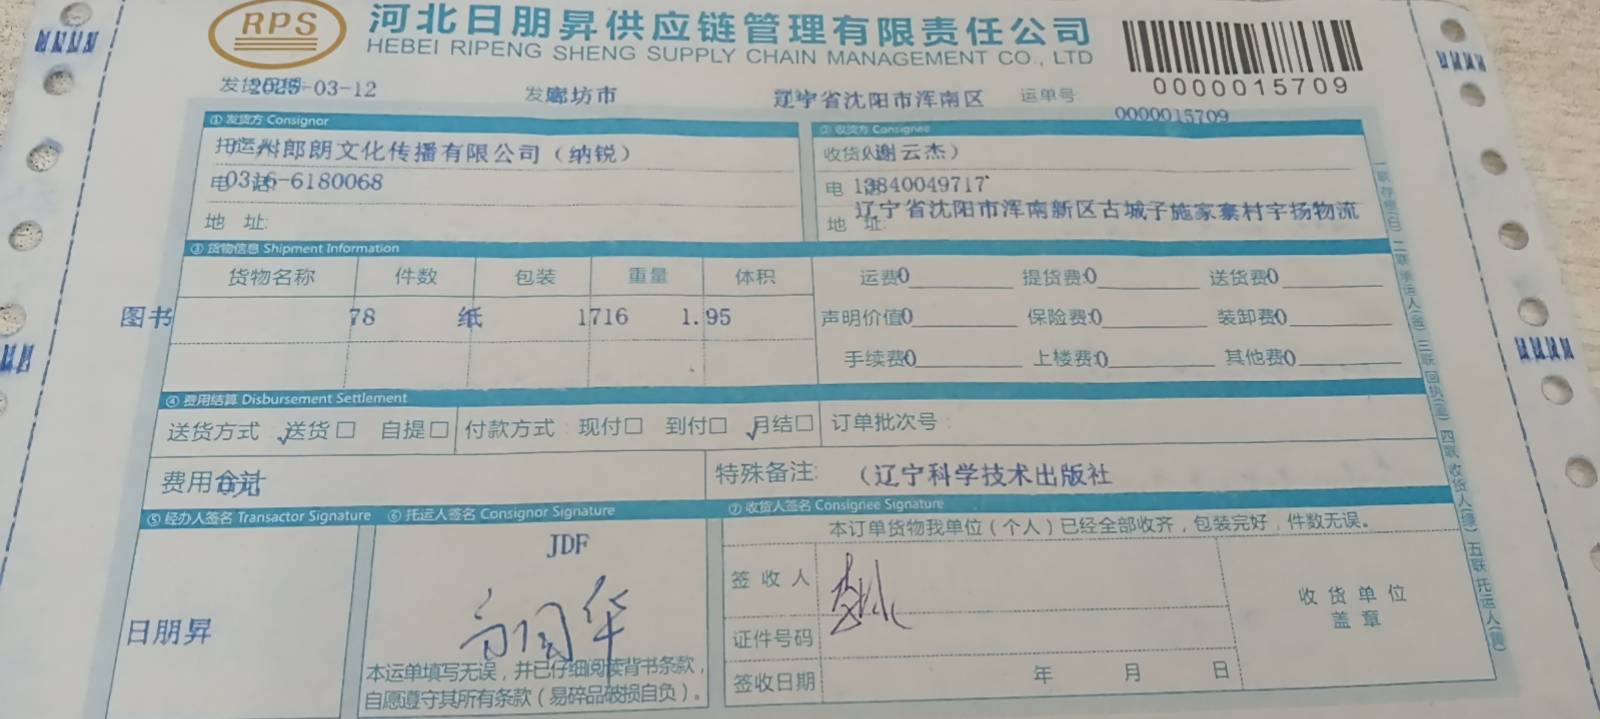 RPS
河北日朋昇供应链管理有限责任公司
HEBEI RIPENG SHENG SUPPLY CHAIN MANAGEMENT CO., LTD
0000015709
2025-03-12 廊坊市 辽宁省沈阳市浑南区 运单号
0000015709
① 发货方 Consignor ② 收货方 Consignee
州郎朗文化传播有限公司（纳锐） 收货人 谢云杰）
电话 0316-6180068 电话 13840049717
地 址: 地 址: 辽宁省沈阳市浑南新区古城子施家寨村宇扬物流
③ 货物信息 Shipment Information
货物名称 件数 包装 重量 体积 运费0 提货费:0 送货费0
图书 78 纸 1716 1.95 声明价值0 保险费:0 装卸费0
手续费0 上楼费:0 其他费0
④ 费用结算 Disbursement Settlement
送货方式 ✓送货□ 自提□ 付款方式: 现付□ 到付□ ✓月结□ 订单批次号:
费用合计 0元 特殊备注: （辽宁科学技术出版社
⑤ 经办人签名 Transactor Signature ⑥ 托运人签名 Consignor Signature ⑦ 收货人签名 Consignee Signature
本订单货物我单位（个人）已经全部收齐，包装完好，件数无误。
JDF
签 收 人
日朋昇
收 货 单 位
盖 章
证件号码
本运单填写无误，并已仔细阅读背书条款，
自愿遵守其所有条款（易碎品破损自负）。
签收日期 年 月 日